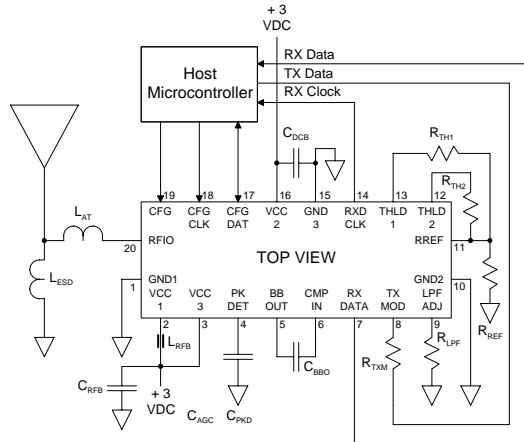 + 3
VDC
RX Data
TX Data
RX Clock
Host
Microcontroller
CDCB
RTH1
RTH2
19 18 17 16 15 14 13 12
CFG CFG CFG VCC GND RXD THLD THLD
CLK DAT 2 3 CLK 1 2
LAT
20 RFIO RREF 11
TOP VIEW
LESD
1 GND1 GND2 10
VCC VCC PK BB CMP RX TX LPF
1 3 DET OUT IN DATA MOD ADJ
2 3 4 5 6 7 8 9
RREF
LRFB
CBBO
RTXM
RLPF
CRFB
+ 3
VDC
CAGC
CPKD